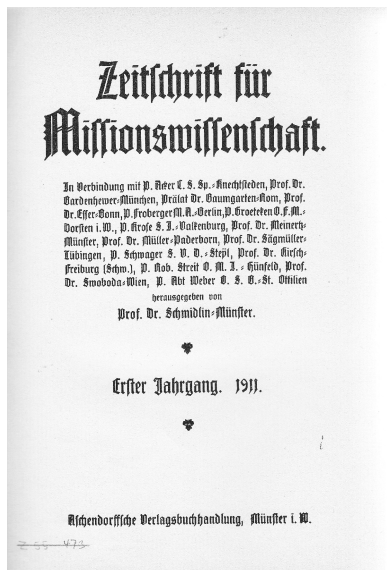 Zeitschrift für
Missionswissenschaft.
In Verbindung mit P. Acker C. S. Sp.-Knechtsteden, Prof. Dr.
Bardenhewer-München, Prälat Dr. Baumgarten-Rom, Prof.
Dr. Esser-Bonn, P. Froberger M. A.-Berlin, P. Groeteken O. F. M.-
Dorsten i. W., P. Krose S. J.-Valkenburg, Prof. Dr. Meinertz-
Münster, Prof. Dr. Müller-Paderborn, Prof. Dr. Sägmüller-
Tübingen, P. Schwager S. V. D.-Steyl, Prof. Dr. Kirsch-
Freiburg (Schw.), P. Rob. Streit O. M. I.-Hünfeld, Prof.
Dr. Swoboda-Wien, P. Abt Weber O. S. B.-St. Ottilien
herausgegeben von
Prof. Dr. Schmidlin-Münster.
Erster Jahrgang. 1911.
Aschendorffsche Verlagsbuchhandlung, Münster i. W.